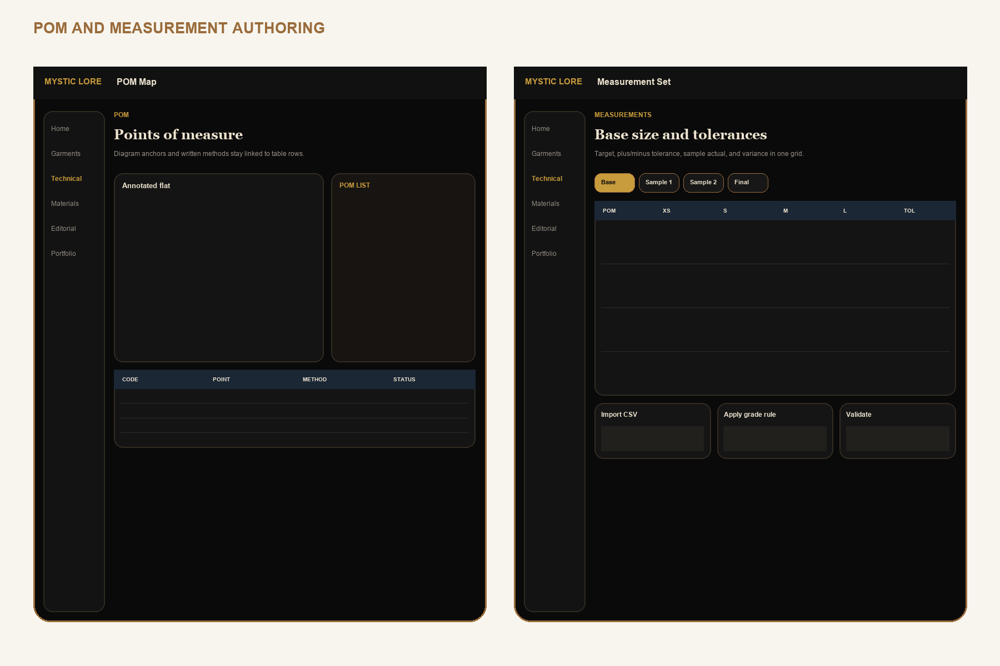 POM AND MEASUREMENT AUTHORING
MYSTIC LORE POM Map
Home
Garments
Technical
Materials
Editorial
Portfolio
POM
Points of measure
Diagram anchors and written methods stay linked to table rows.
Annotated flat
POM LIST
CODE POINT METHOD STATUS
MYSTIC LORE Measurement Set
Home
Garments
Technical
Materials
Editorial
Portfolio
MEASUREMENTS
Base size and tolerances
Target, plus/minus tolerance, sample actual, and variance in one grid.
Base Sample 1 Sample 2 Final
POM XS S M L TOL
Import CSV Apply grade rule Validate